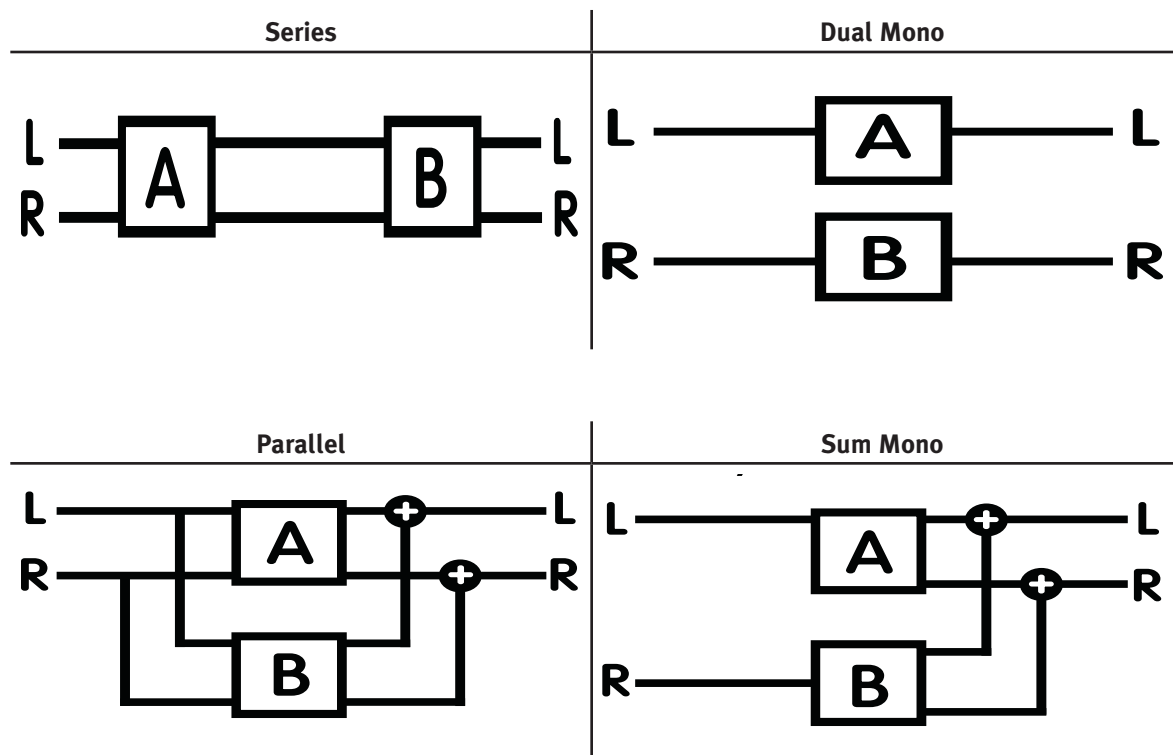 Series
L A B L
R R
Dual Mono
L A L
R B R
Parallel
L A + L
R + R
B
Sum Mono
L A + L
+ R
R B